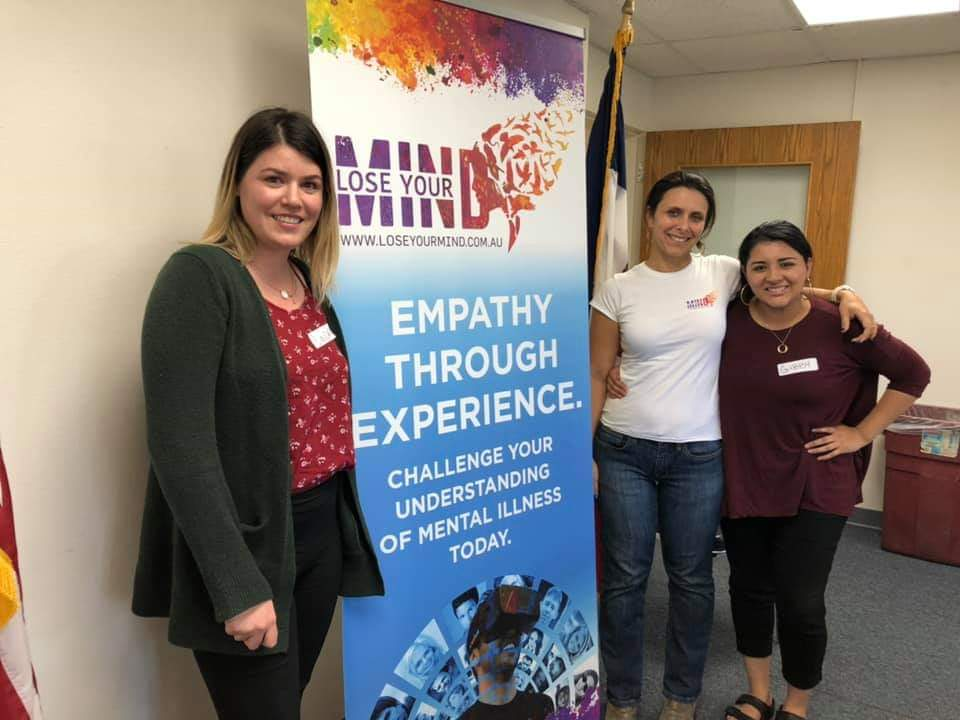 MIND
LOSE YOUR
WWW.LOSEYOURMIND.COM.AU
EMPATHY
THROUGH
EXPERIENCE.
CHALLENGE YOUR
UNDERSTANDING
OF MENTAL ILLNESS
TODAY.